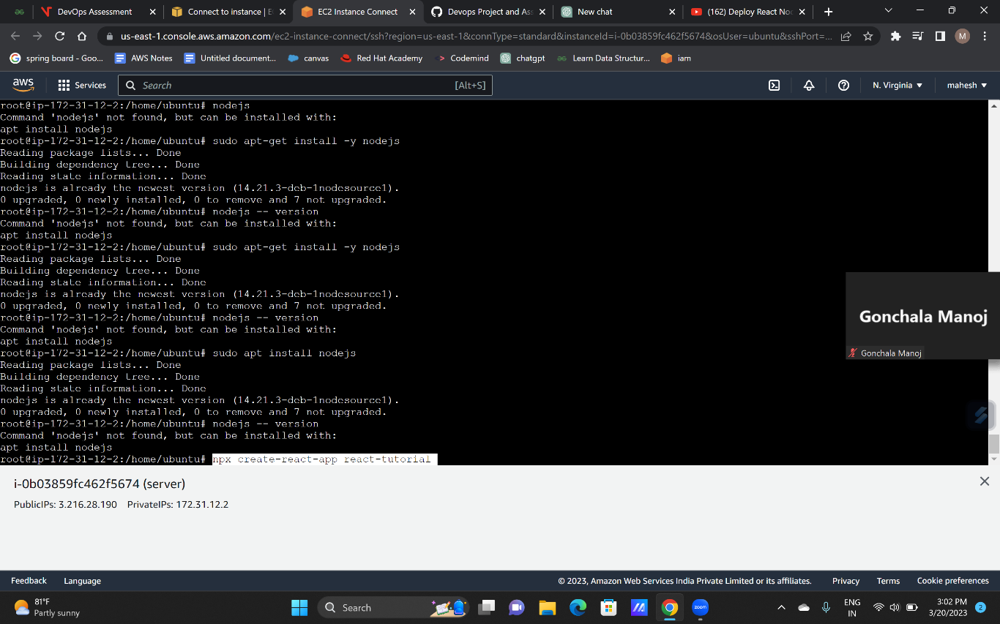 DevOps Assessment
Connect to instance | E
EC2 Instance Connect
Devops Project and Ass
New chat
(162) Deploy React No
us-east-1.console.aws.amazon.com/ec2-instance-connect/ssh?region=us-east-1&connType=standard&instanceId=i-0b03859fc462f5674&osUser=ubuntu&sshPort=...
M
spring board - Goo...
AWS Notes
Untitled document...
canvas
Red Hat Academy
Codemind
chatgpt
Learn Data Structur...
iam
aws
Services
Search
[Alt+S]
N. Virginia
mahesh
root@ip-172-31-12-2:/home/ubuntu# nodejs
Command 'nodejs' not found, but can be installed with:
apt install nodejs
root@ip-172-31-12-2:/home/ubuntu# sudo apt-get install -y nodejs
Reading package lists... Done
Building dependency tree... Done
Reading state information... Done
nodejs is already the newest version (14.21.3-deb-1nodesource1).
0 upgraded, 0 newly installed, 0 to remove and 7 not upgraded.
root@ip-172-31-12-2:/home/ubuntu# nodejs -- version
Command 'nodejs' not found, but can be installed with:
apt install nodejs
root@ip-172-31-12-2:/home/ubuntu# sudo apt-get install -y nodejs
Reading package lists... Done
Building dependency tree... Done
Reading state information... Done
nodejs is already the newest version (14.21.3-deb-1nodesource1).
0 upgraded, 0 newly installed, 0 to remove and 7 not upgraded.
root@ip-172-31-12-2:/home/ubuntu# nodejs -- version
Command 'nodejs' not found, but can be installed with:
apt install nodejs
root@ip-172-31-12-2:/home/ubuntu# sudo apt install nodejs
Reading package lists... Done
Building dependency tree... Done
Reading state information... Done
nodejs is already the newest version (14.21.3-deb-1nodesource1).
0 upgraded, 0 newly installed, 0 to remove and 7 not upgraded.
root@ip-172-31-12-2:/home/ubuntu# nodejs -- version
Command 'nodejs' not found, but can be installed with:
apt install nodejs
root@ip-172-31-12-2:/home/ubuntu# npx create-react-app react-tutorial
Gonchala Manoj
Gonchala Manoj
i-0b03859fc462f5674 (server)
PublicIPs: 3.216.28.190 PrivateIPs: 172.31.12.2
Feedback
Language
© 2023, Amazon Web Services India Private Limited or its affiliates.
Privacy
Terms
Cookie preferences
81°F
Partly sunny
Search
zoom
ENG
IN
3:02 PM
3/20/2023
2